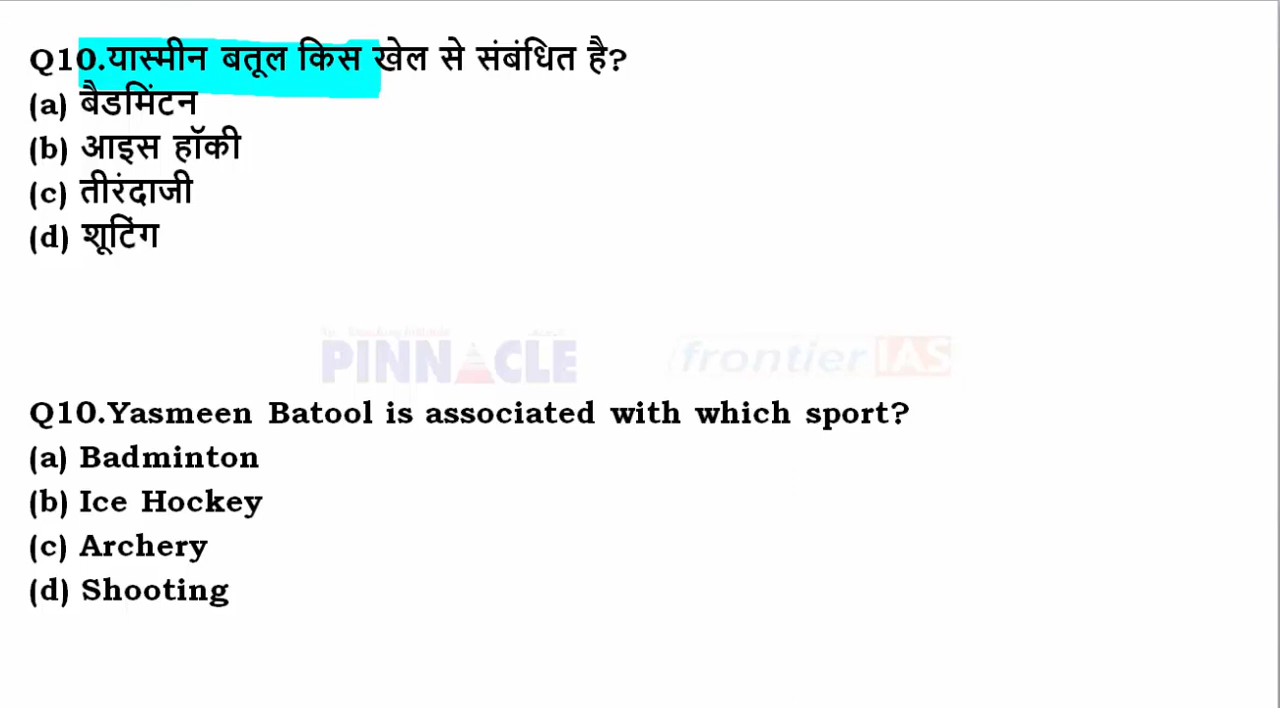 Q10.यास्मीन बतूल किस खेल से संबंधित है?
(a) बैडमिंटन
(b) आइस हॉकी
(c) तीरंदाजी
(d) शूटिंग
PINNACLE frontier IAS
Q10.Yasmeen Batool is associated with which sport?
(a) Badminton
(b) Ice Hockey
(c) Archery
(d) Shooting